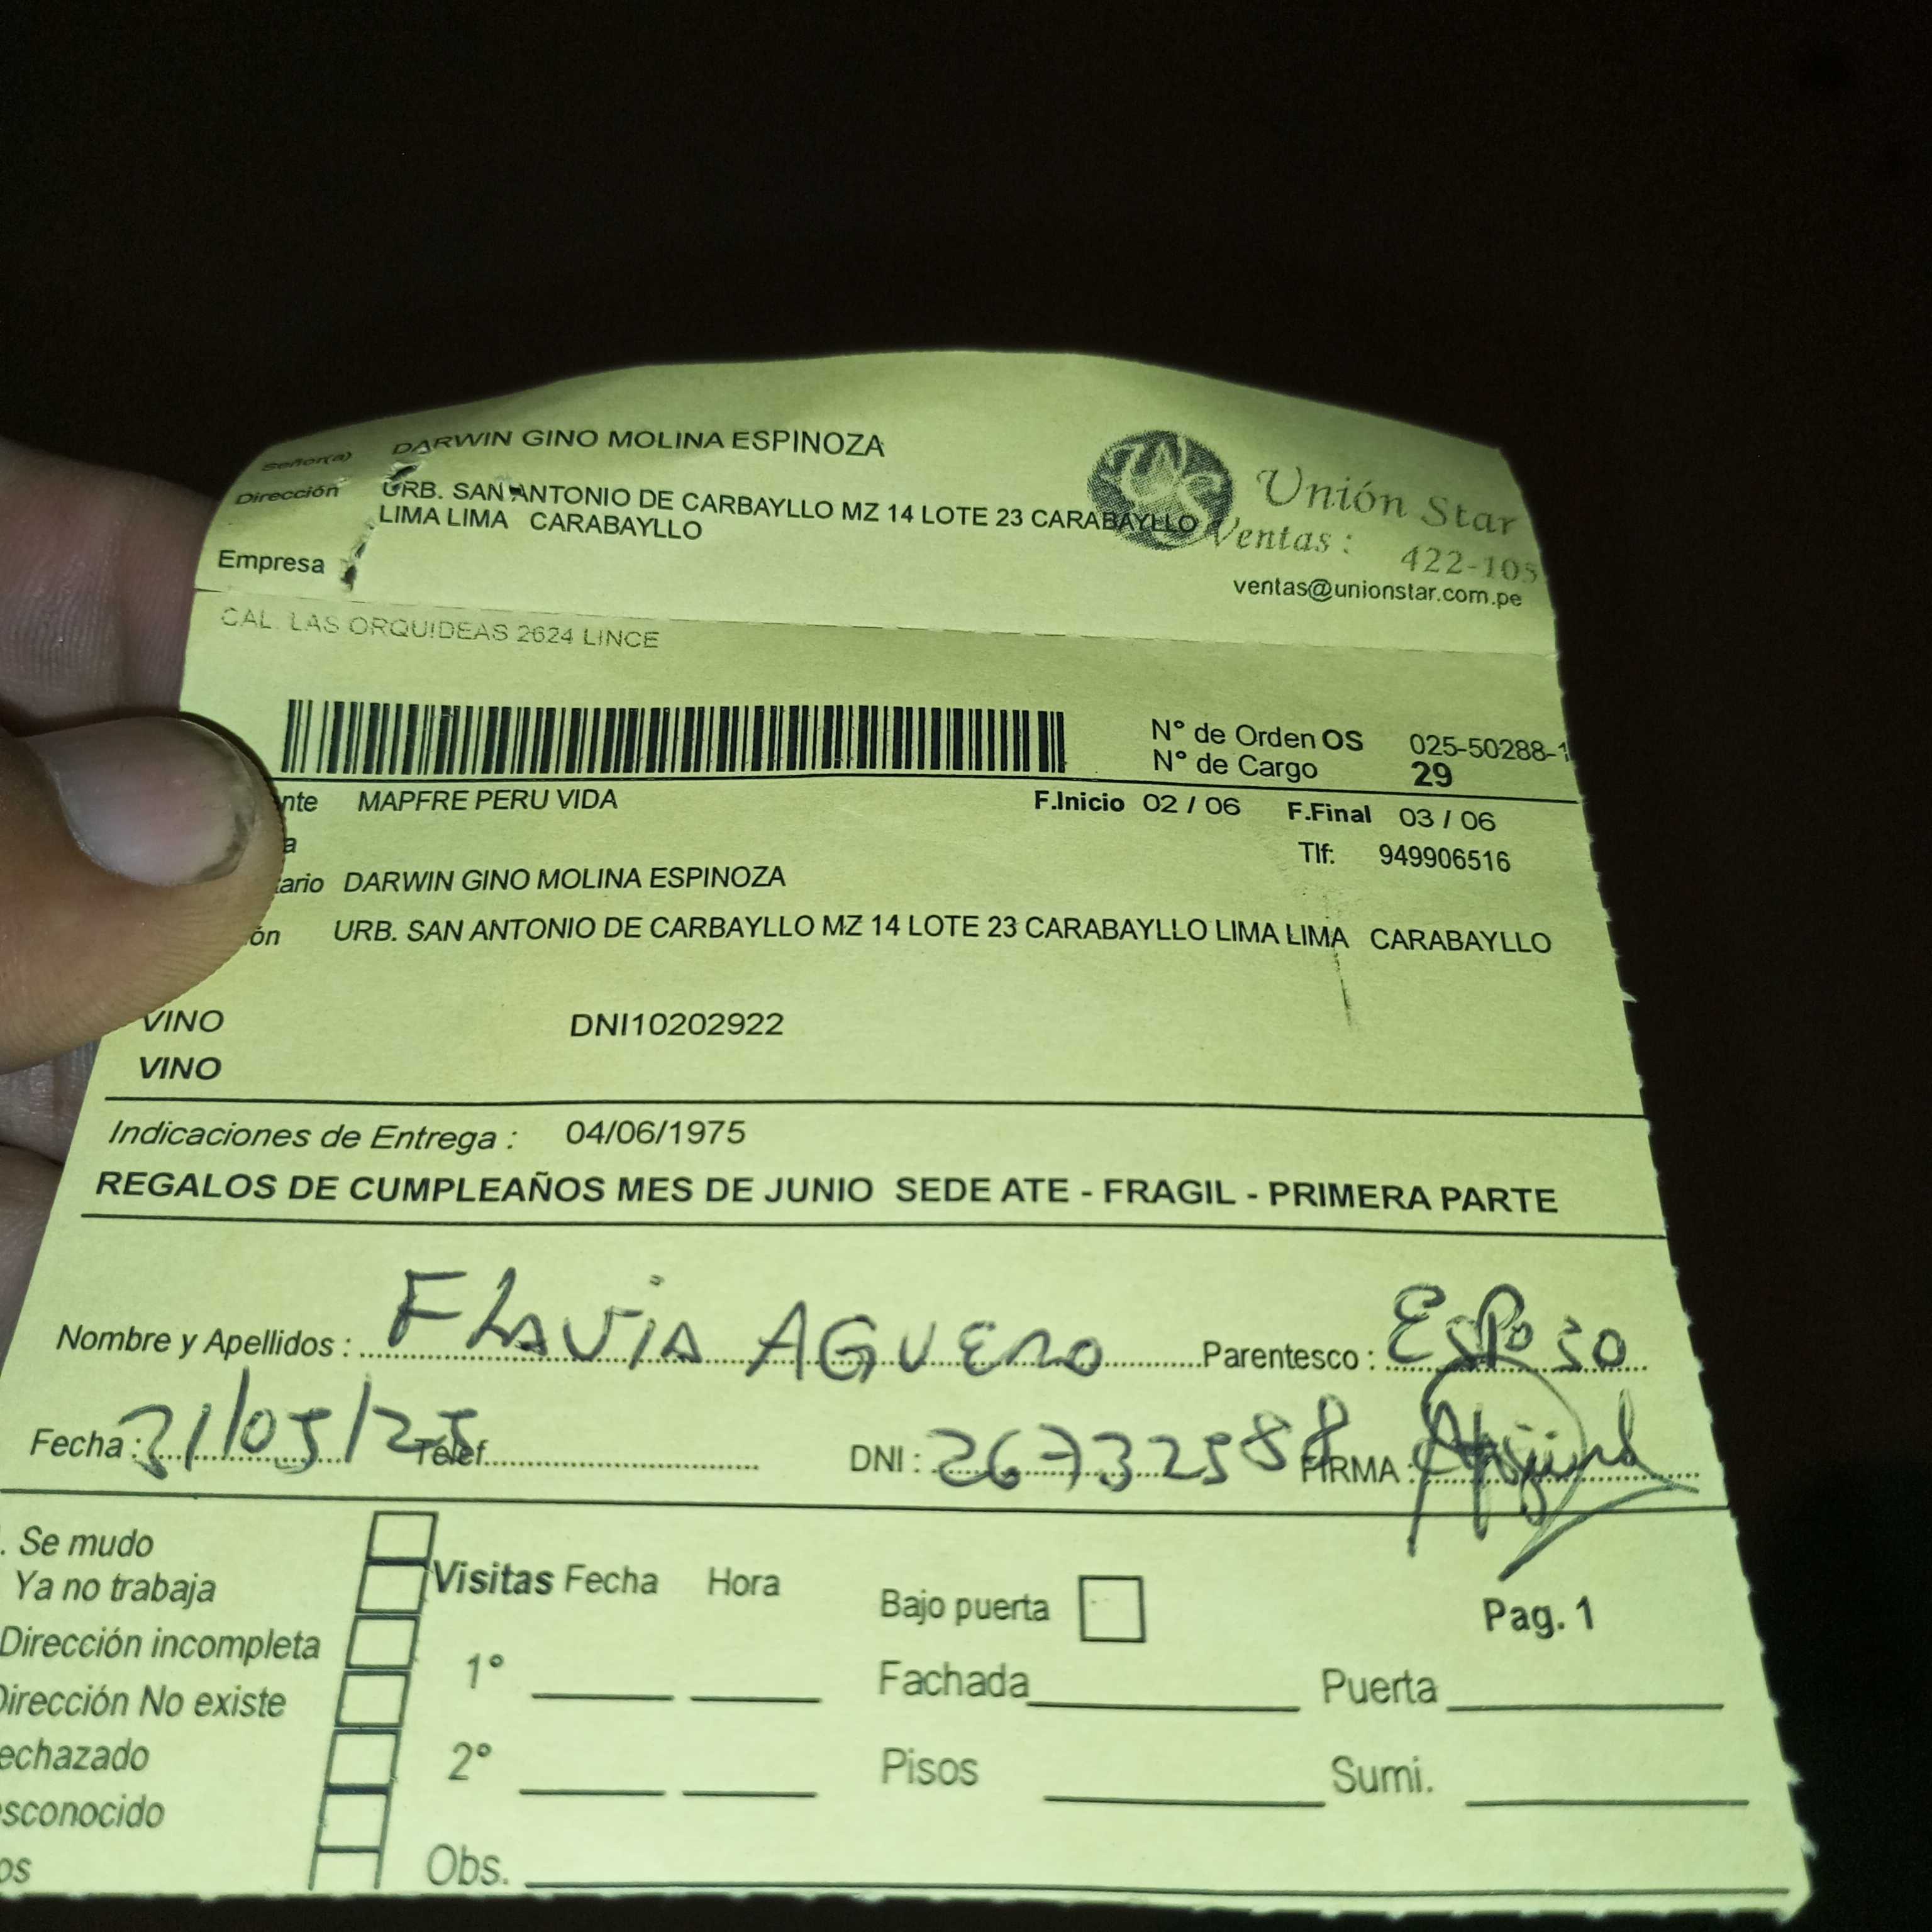 Señor(a) DARWIN GINO MOLINA ESPINOZA
Dirección URB. SAN ANTONIO DE CARBAYLLO MZ 14 LOTE 23 CARABAYLLO
LIMA LIMA CARABAYLLO
Empresa
Unión Star
Ventas : 422-105
ventas@unionstar.com.pe
CAL. LAS ORQUIDEAS 2624 LINCE
N° de Orden OS 025-50288-1
N° de Cargo 29
nte MAPFRE PERU VIDA F.Inicio 02 / 06 F.Final 03 / 06
a Tlf: 949906516
tario DARWIN GINO MOLINA ESPINOZA
ón URB. SAN ANTONIO DE CARBAYLLO MZ 14 LOTE 23 CARABAYLLO LIMA LIMA CARABAYLLO
VINO DNI10202922
VINO
Indicaciones de Entrega : 04/06/1975
REGALOS DE CUMPLEAÑOS MES DE JUNIO SEDE ATE - FRAGIL - PRIMERA PARTE
Nombre y Apellidos : FLAViA AGUERO Parentesco : Esposo
Fecha : 31/05/25 Telef. DNI : 26732588 FIRMA :
. Se mudo
Ya no trabaja
Dirección incompleta
Dirección No existe
echazado
esconocido
os
Visitas Fecha Hora
1°
2°
Obs.
Bajo puerta
Pag. 1
Fachada Puerta
Pisos Sumi.